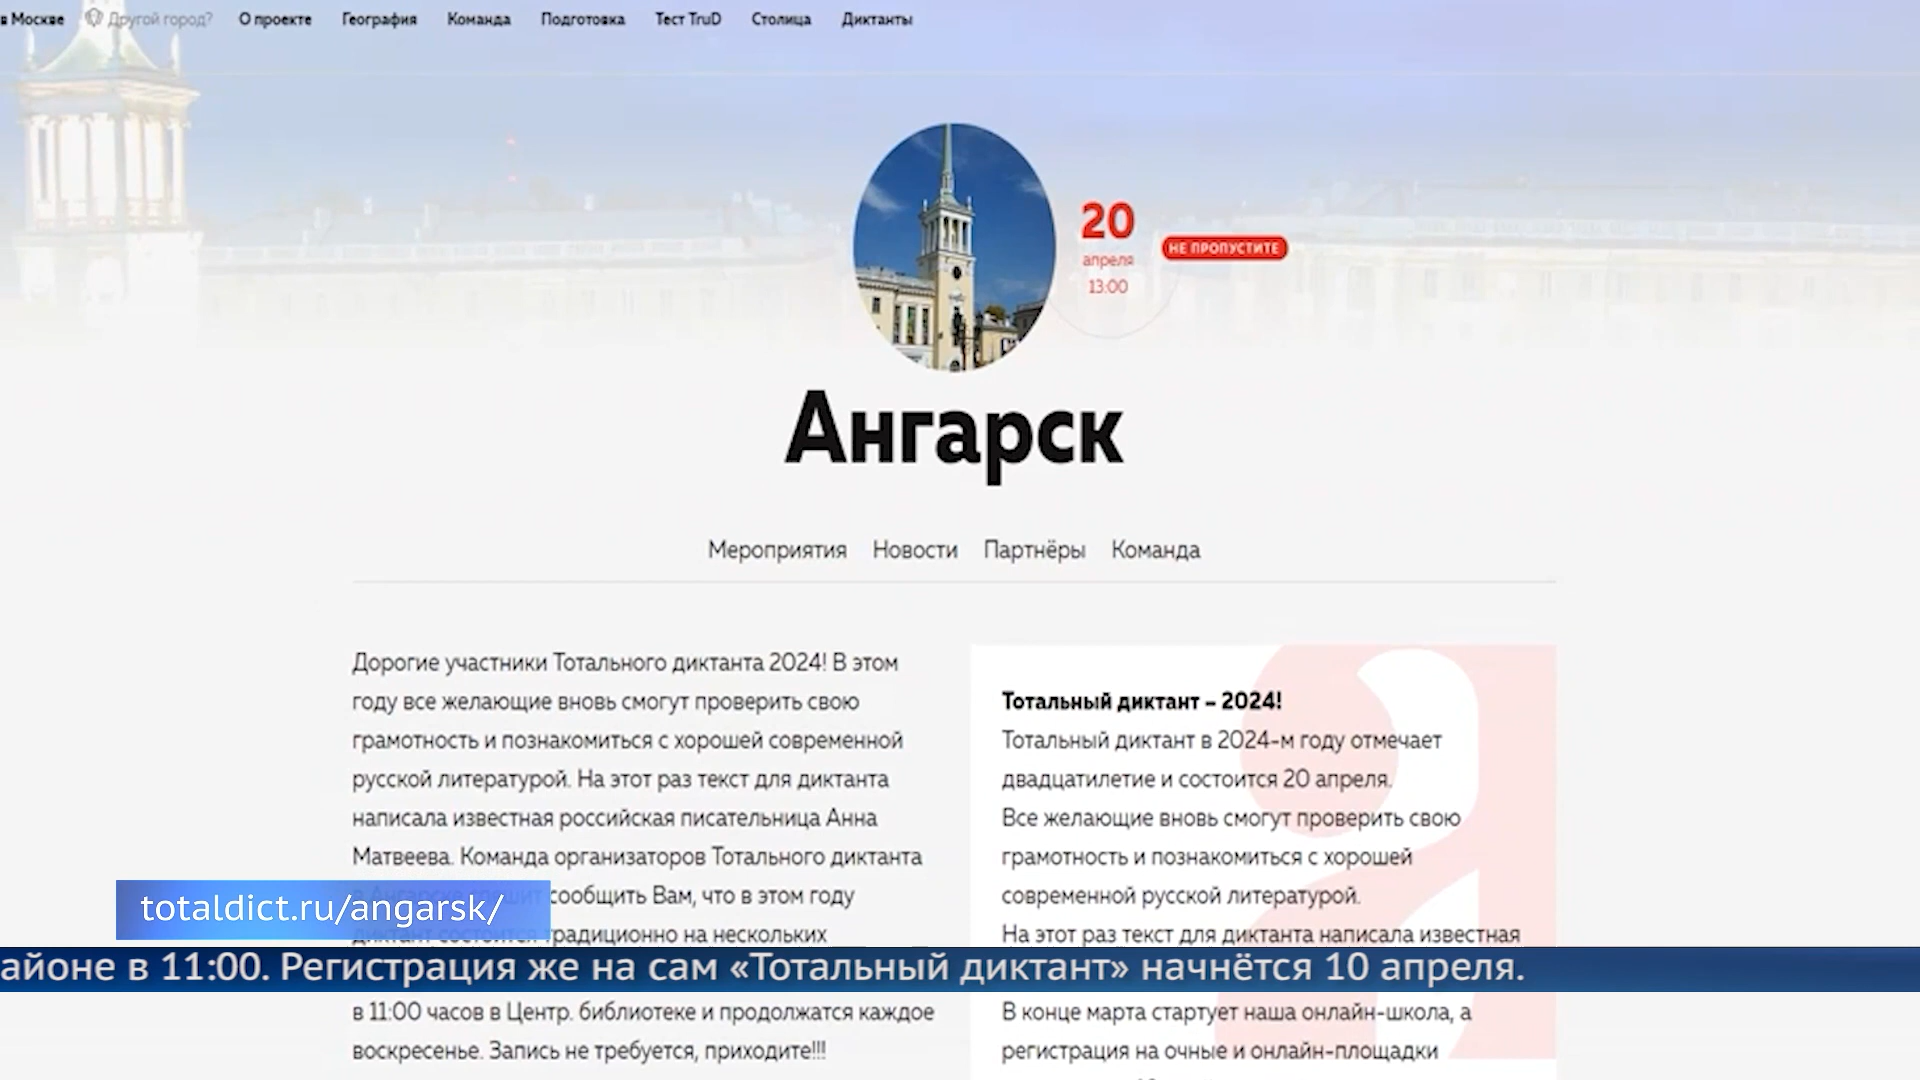 в Москве Другой город? О проекте География Команда Подготовка Тест TruD Столица Диктанты
20
апреля
13:00
НЕ ПРОПУСТИТЕ
Ангарск
Мероприятия Новости Партнёры Команда
Дорогие участники Тотального диктанта 2024! В этом
году все желающие вновь смогут проверить свою
грамотность и познакомиться с хорошей современной
русской литературой. На этот раз текст для диктанта
написала известная российская писательница Анна
Матвеева. Команда организаторов Тотального диктанта
в Ангарске спешит сообщить Вам, что в этом году
диктант состоится традиционно на нескольких
в 11:00 часов в Центр. библиотеке и продолжатся каждое
воскресенье. Запись не требуется, приходите!!!
Тотальный диктант – 2024!
Тотальный диктант в 2024-м году отмечает
двадцатилетие и состоится 20 апреля.
Все желающие вновь смогут проверить свою
грамотность и познакомиться с хорошей
современной русской литературой.
На этот раз текст для диктанта написала известная
В конце марта стартует наша онлайн-школа, а
регистрация на очные и онлайн-площадки
totaldict.ru/angarsk/
айоне в 11:00. Регистрация же на сам «Тотальный диктант» начнётся 10 апреля.